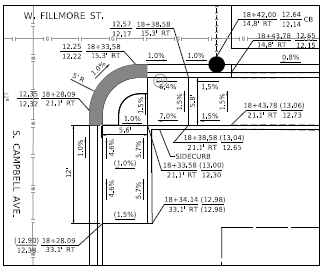 W. FILLMORE ST.
12.57 18+38,58
12.17 15.3' RT
18+42,00 12.64
14.8' RT 12.14 CB
18+43,78 12.65
14.8' RT 12.15
12.25 18+33,58
12.22 15.3' RT
1.0% 1.0% 0.8%
5' R 1.0%
6.4% 1.5%
12.35 18+28.09
12.32 21.1' RT
1.5% 1.5% 5.8'
18+43,78 (13,06)
21.1' RT 12.73
7.0% 1.5%
5.6'
18+38,58 (13,04)
21.1' RT 12.65
SIDECURB
18+33,58 (13.00)
21.1' RT 12.30
S. CAMPBELL AVE.
1.0% 4.6% 5.7%
(1.0%)
12'
4.6% 5.7%
18+34.14 (12.98)
33.1' RT (12.98)
(1.5%)
(12.90) 18+28.09
33.1' RT